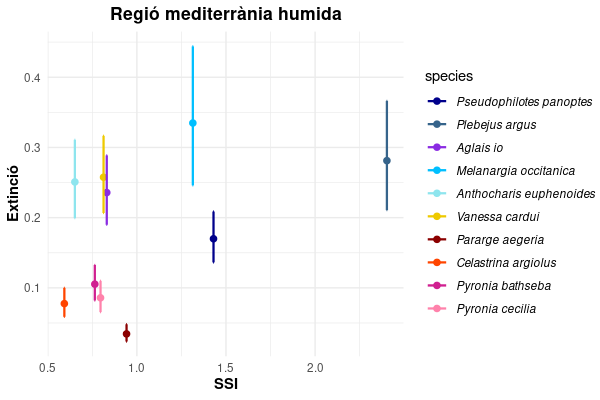 Regió mediterrània humida
Extinció
0.4
0.3
0.2
0.1
0.5
1.0
1.5
2.0
SSI
species
Pseudophilotes panoptes
Plebejus argus
Aglais io
Melanargia occitanica
Anthocharis euphenoides
Vanessa cardui
Pararge aegeria
Celastrina argiolus
Pyronia bathseba
Pyronia cecilia